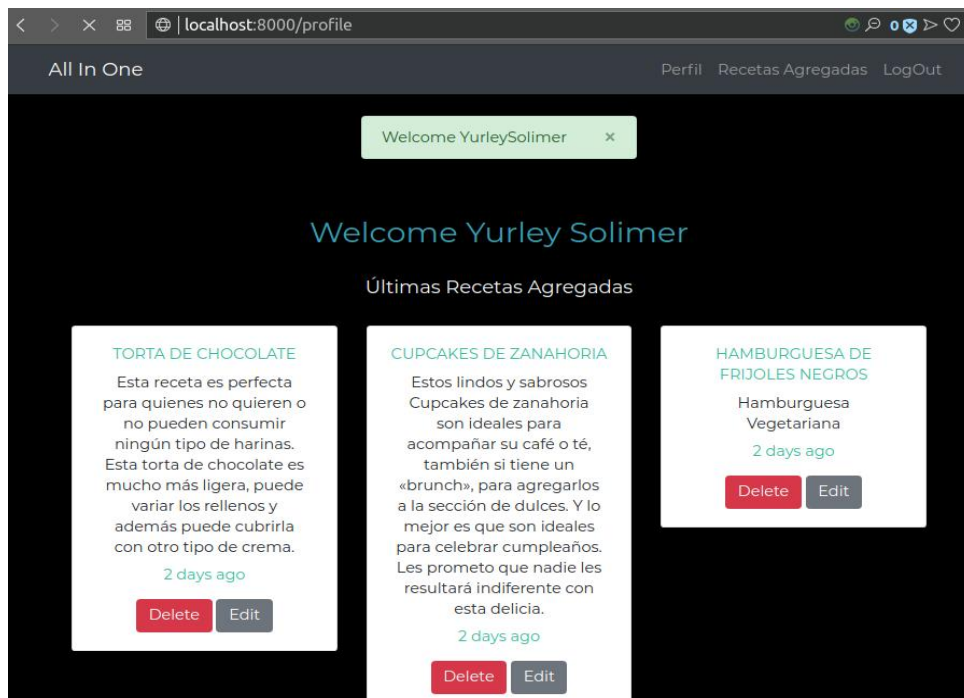 localhost:8000/profile
0
All In One
Perfil Recetas Agregadas LogOut
Welcome YurleySolimer ×
Welcome Yurley Solimer
Últimas Recetas Agregadas
TORTA DE CHOCOLATE
Esta receta es perfecta
para quienes no quieren o
no pueden consumir
ningún tipo de harinas.
Esta torta de chocolate es
mucho más ligera, puede
variar los rellenos y
además puede cubrirla
con otro tipo de crema.
2 days ago
Delete Edit
CUPCAKES DE ZANAHORIA
Estos lindos y sabrosos
Cupcakes de zanahoria
son ideales para
acompañar su café o té,
también si tiene un
«brunch», para agregarlos
a la sección de dulces. Y lo
mejor es que son ideales
para celebrar cumpleaños.
Les prometo que nadie les
resultará indiferente con
esta delicia.
2 days ago
Delete Edit
HAMBURGUESA DE
FRIJOLES NEGROS
Hamburguesa
Vegetariana
2 days ago
Delete Edit